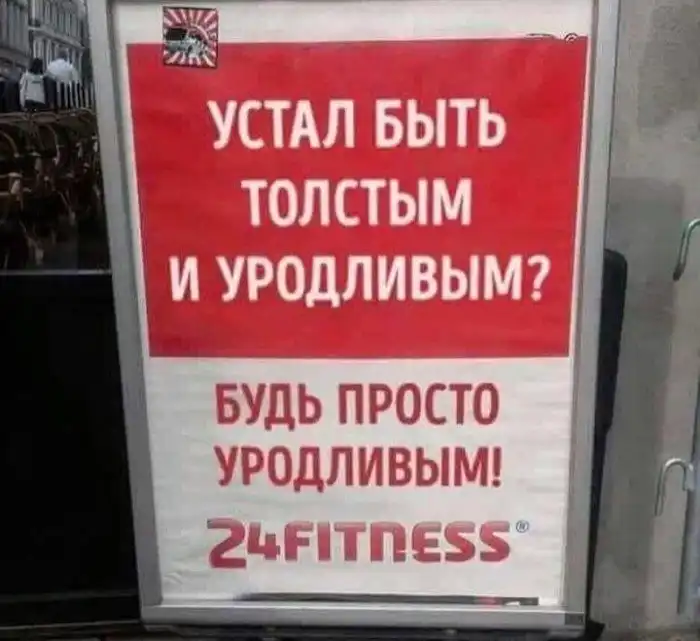 УСТАЛ БЫТЬ
ТОЛСТЫМ
И УРОДЛИВЫМ?
БУДЬ ПРОСТО
УРОДЛИВЫМ!
24FITNESS®